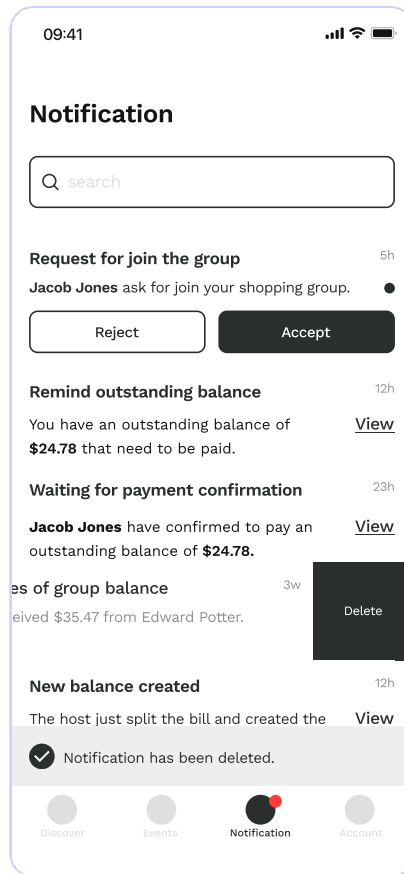 09:41
Notification
search
Request for join the group
5h
Jacob Jones ask for join your shopping group.
Reject
Accept
Remind outstanding balance
12h
You have an outstanding balance of
View
$24.78 that need to be paid.
Waiting for payment confirmation
23h
Jacob Jones have confirmed to pay an
View
outstanding balance of $24.78.
es of group balance
3w
eived $35.47 from Edward Potter.
Delete
New balance created
12h
The host just split the bill and created the
View
Notification has been deleted.
Discover
Events
Notification
Account